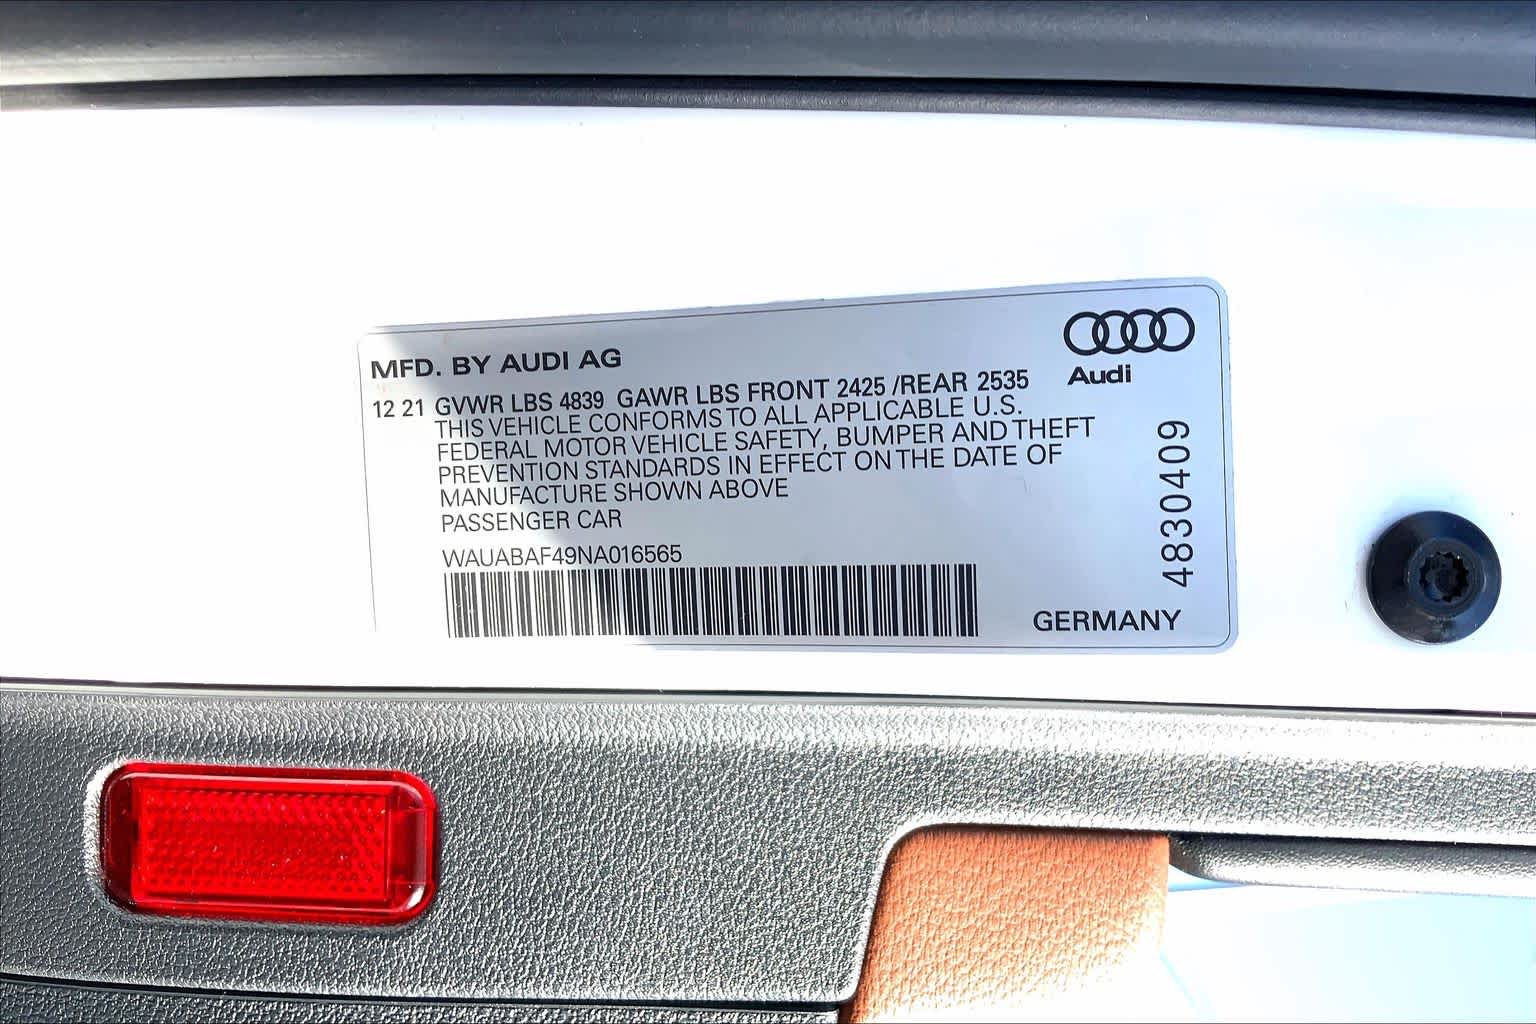 MFD. BY AUDI AG
Audi
12 21 GVWR LBS 4839 GAWR LBS FRONT 2425 /REAR 2535
THIS VEHICLE CONFORMS TO ALL APPLICABLE U.S.
FEDERAL MOTOR VEHICLE SAFETY, BUMPER AND THEFT
PREVENTION STANDARDS IN EFFECT ON THE DATE OF
MANUFACTURE SHOWN ABOVE
PASSENGER CAR
WAUABAF49NA016565
4830409
GERMANY